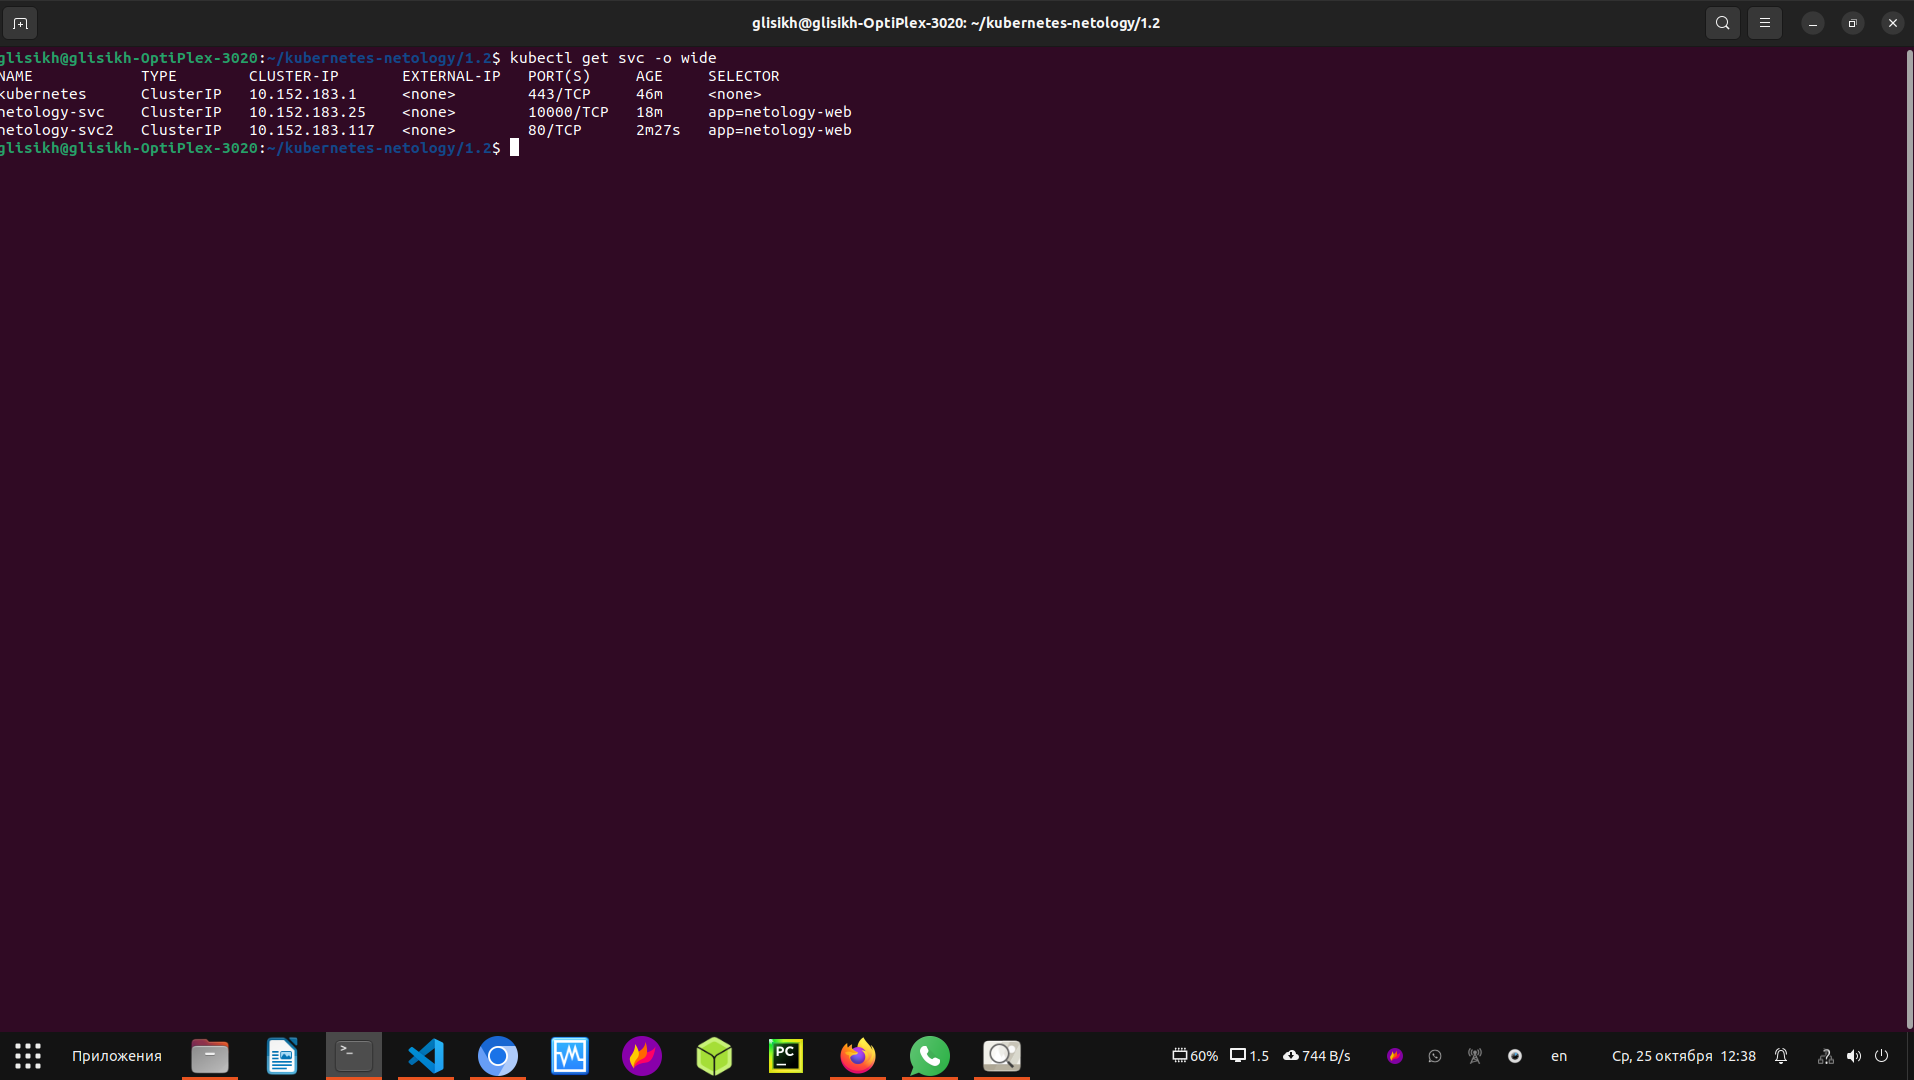 glisikh@glisikh-OptiPlex-3020: ~/kubernetes-netology/1.2
glisikh@glisikh-OptiPlex-3020:~/kubernetes-netology/1.2$ kubectl get svc -o wide
NAME TYPE CLUSTER-IP EXTERNAL-IP PORT(S) AGE SELECTOR
kubernetes ClusterIP 10.152.183.1 <none> 443/TCP 46m <none>
netology-svc ClusterIP 10.152.183.25 <none> 10000/TCP 18m app=netology-web
netology-svc2 ClusterIP 10.152.183.117 <none> 80/TCP 2m27s app=netology-web
glisikh@glisikh-OptiPlex-3020:~/kubernetes-netology/1.2$
Приложения >_ PC 60% 1.5 744 B/s en Ср, 25 октября 12:38